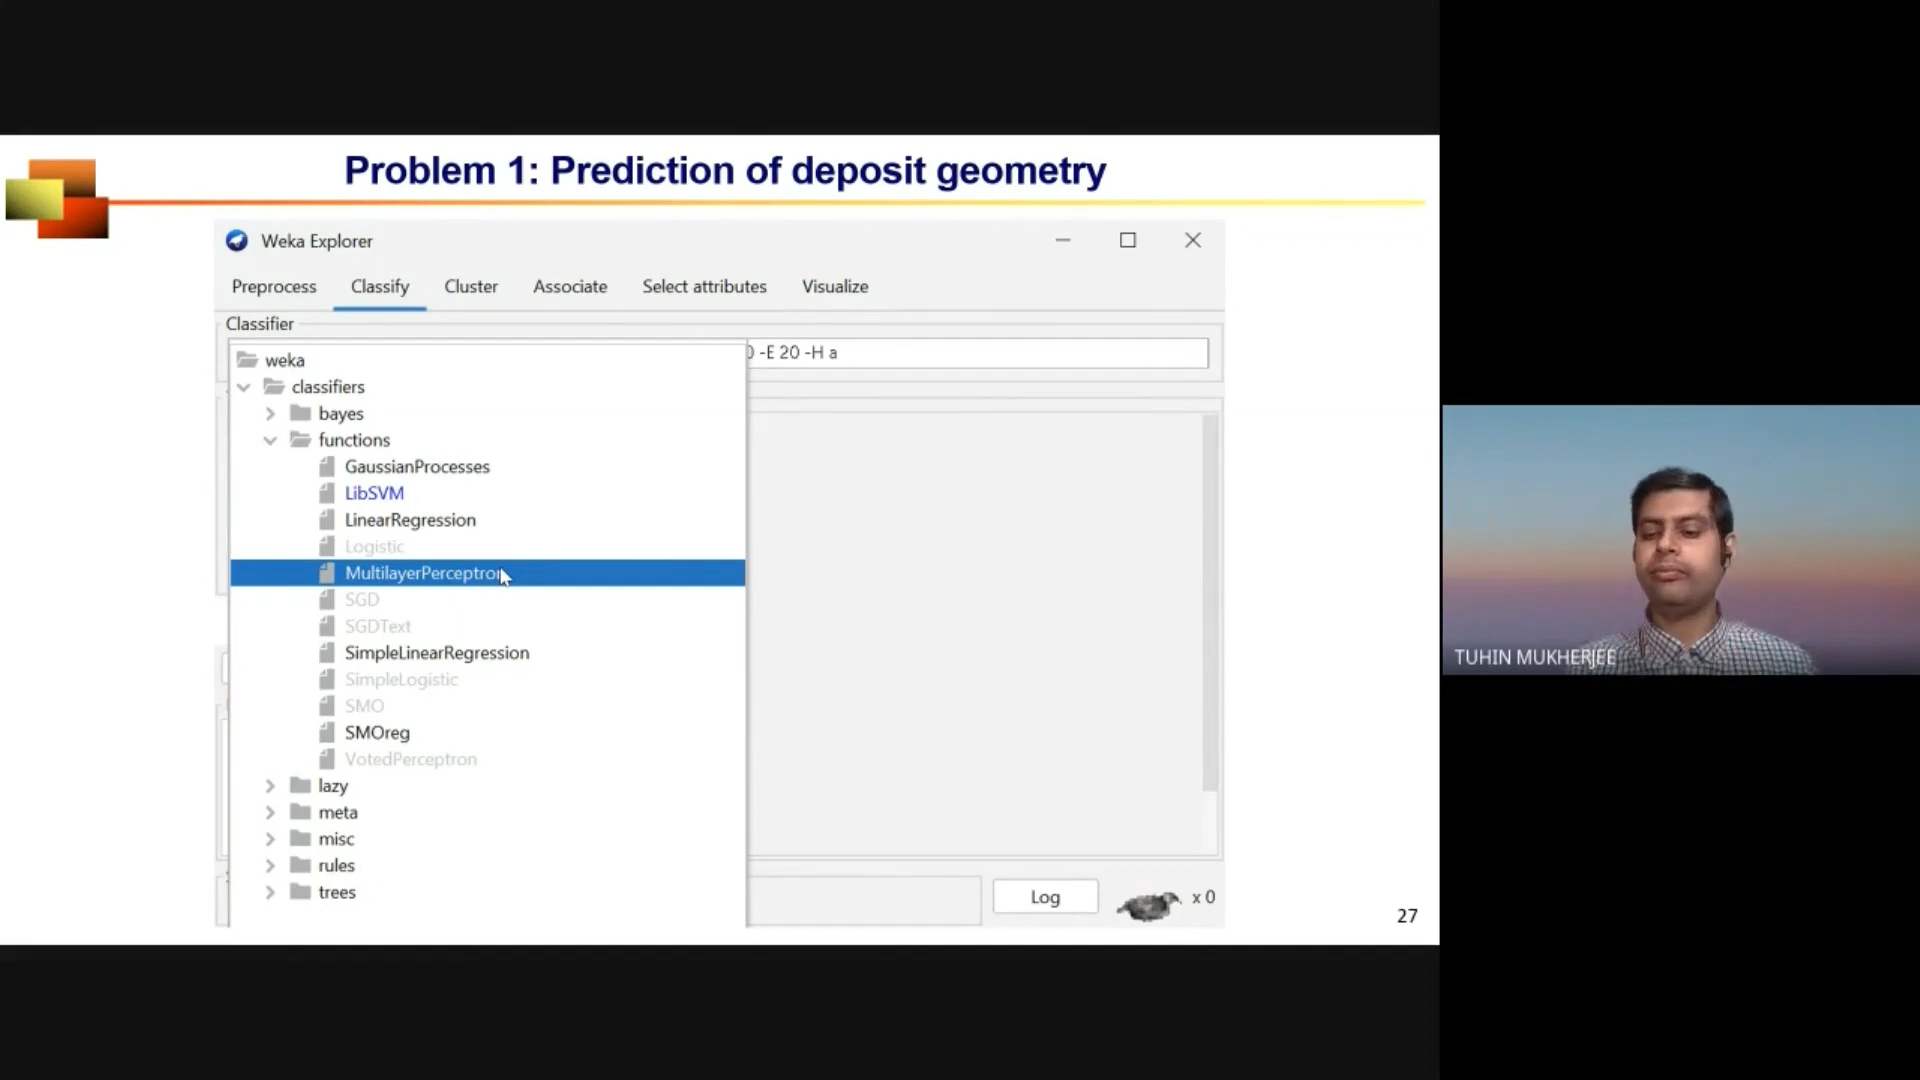 Problem 1: Prediction of deposit geometry
Weka Explorer
Preprocess Classify Cluster Associate Select attributes Visualize
Classifier
-E 20 -H a
weka
classifiers
bayes
functions
GaussianProcesses
LibSVM
LinearRegression
Logistic
MultilayerPerceptron
SGD
SGDText
SimpleLinearRegression
SimpleLogistic
SMO
SMOreg
VotedPerceptron
lazy
meta
misc
rules
trees
Log x 0
27
TUHIN MUKHERJEE